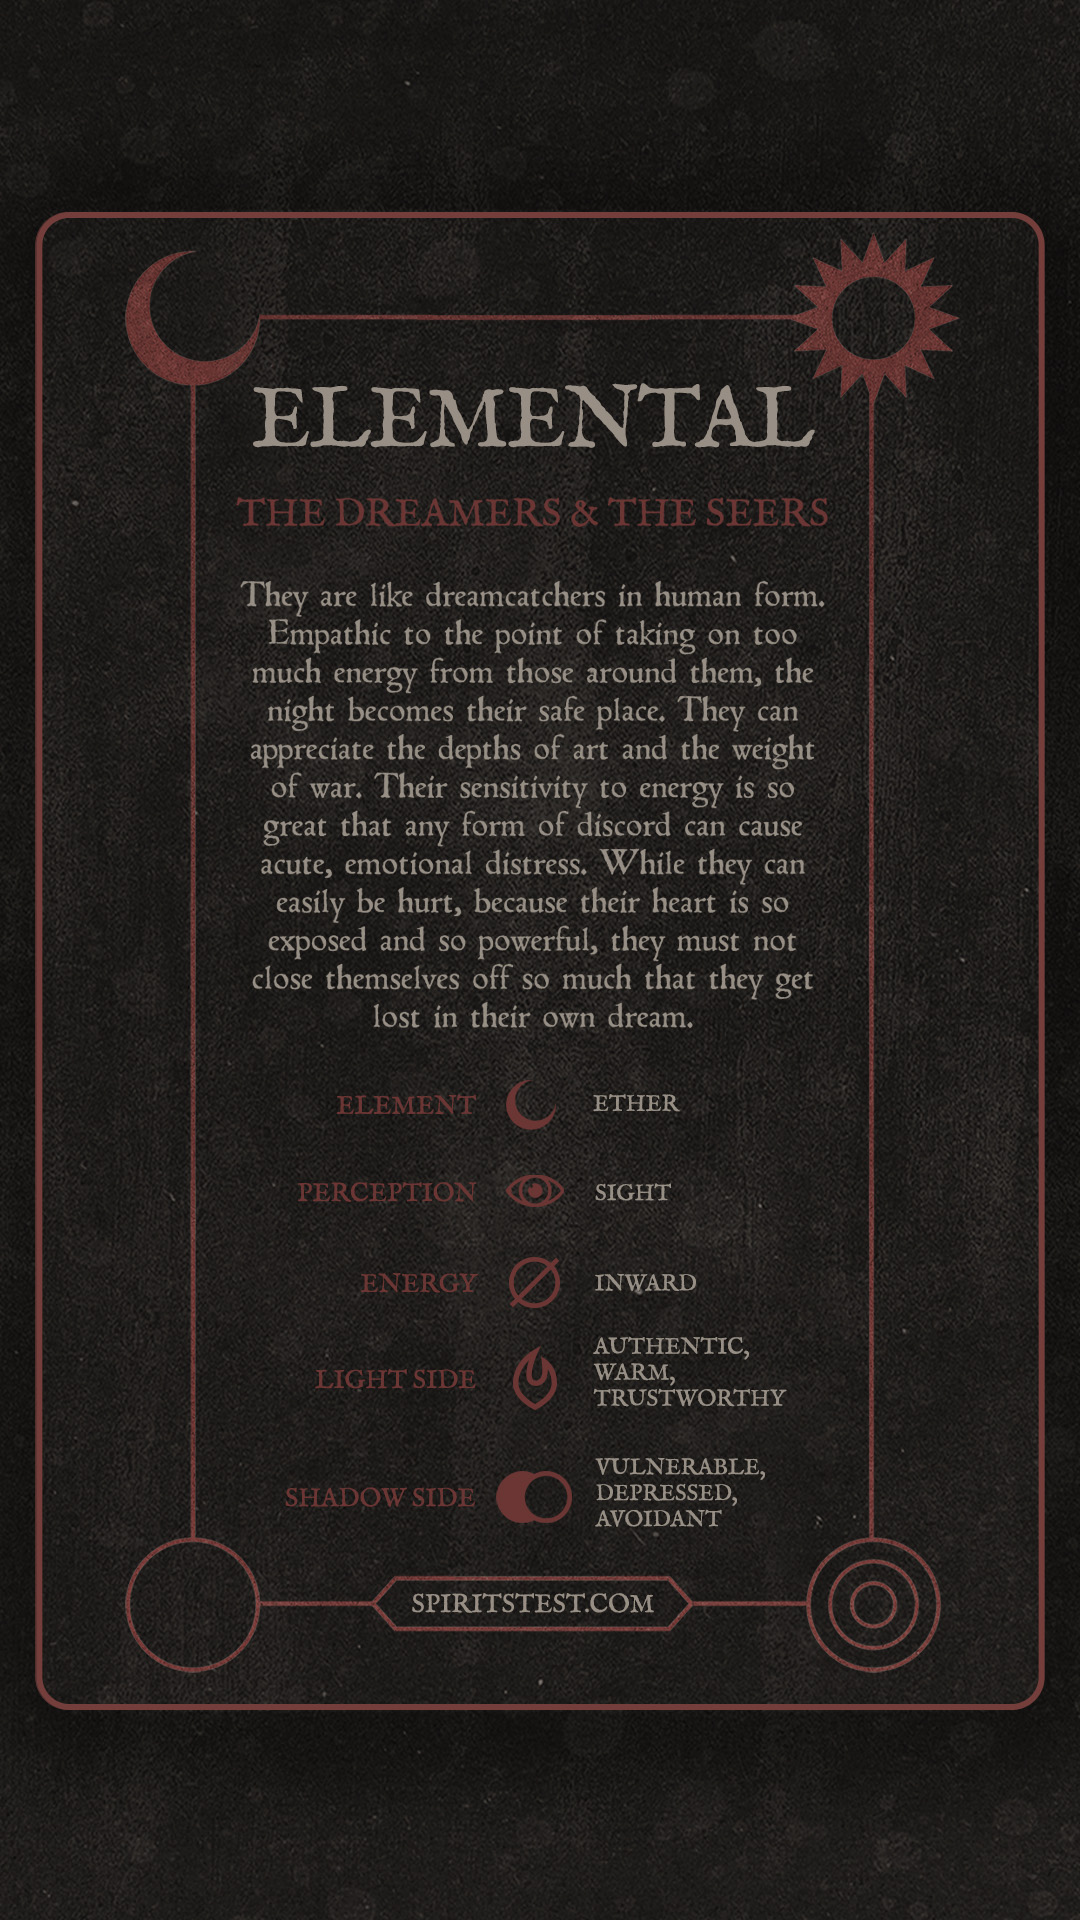 ELEMENTAL
THE DREAMERS & THE SEERS
They are like dreamcatchers in human form.
Empathic to the point of taking on too
much energy from those around them, the
night becomes their safe place. They can
appreciate the depths of art and the weight
of war. Their sensitivity to energy is so
great that any form of discord can cause
acute, emotional distress. While they can
easily be hurt, because their heart is so
exposed and so powerful, they must not
close themselves off so much that they get
lost in their own dream.
ELEMENT ETHER
PERCEPTION SIGHT
ENERGY INWARD
LIGHT SIDE AUTHENTIC,
WARM,
TRUSTWORTHY
SHADOW SIDE VULNERABLE,
DEPRESSED,
AVOIDANT
SPIRITSTEST.COM